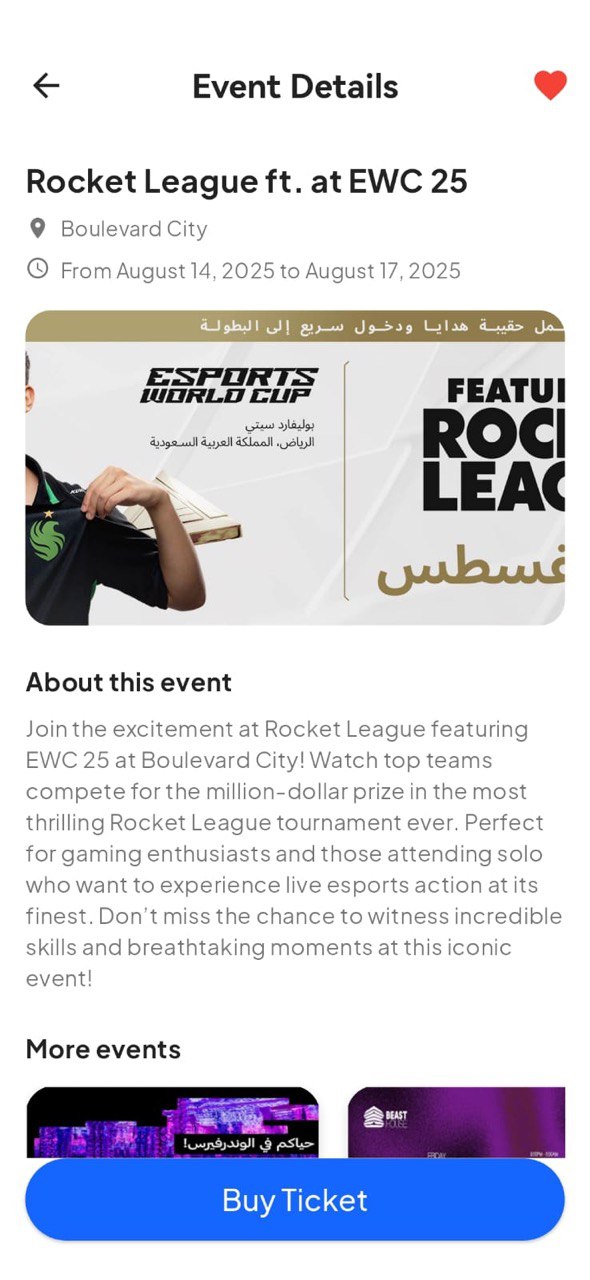 Event Details
Rocket League ft. at EWC 25
Boulevard City
From August 14, 2025 to August 17, 2025
حقيبة هدايا ودخول سريع إلى البطولة
ESPORTS
WORLD CUP
بوليفارد سيتي
الرياض، المملكة العربية السعودية
FEATU
ROC
LEAG
About this event
Join the excitement at Rocket League featuring
EWC 25 at Boulevard City! Watch top teams
compete for the million-dollar prize in the most
thrilling Rocket League tournament ever. Perfect
for gaming enthusiasts and those attending solo
who want to experience live esports action at its
finest. Don't miss the chance to witness incredible
skills and breathtaking moments at this iconic
event!
More events
حياكم في الوندرفيرس!
BEAST
HOUSE
FRIDAY
Buy Ticket